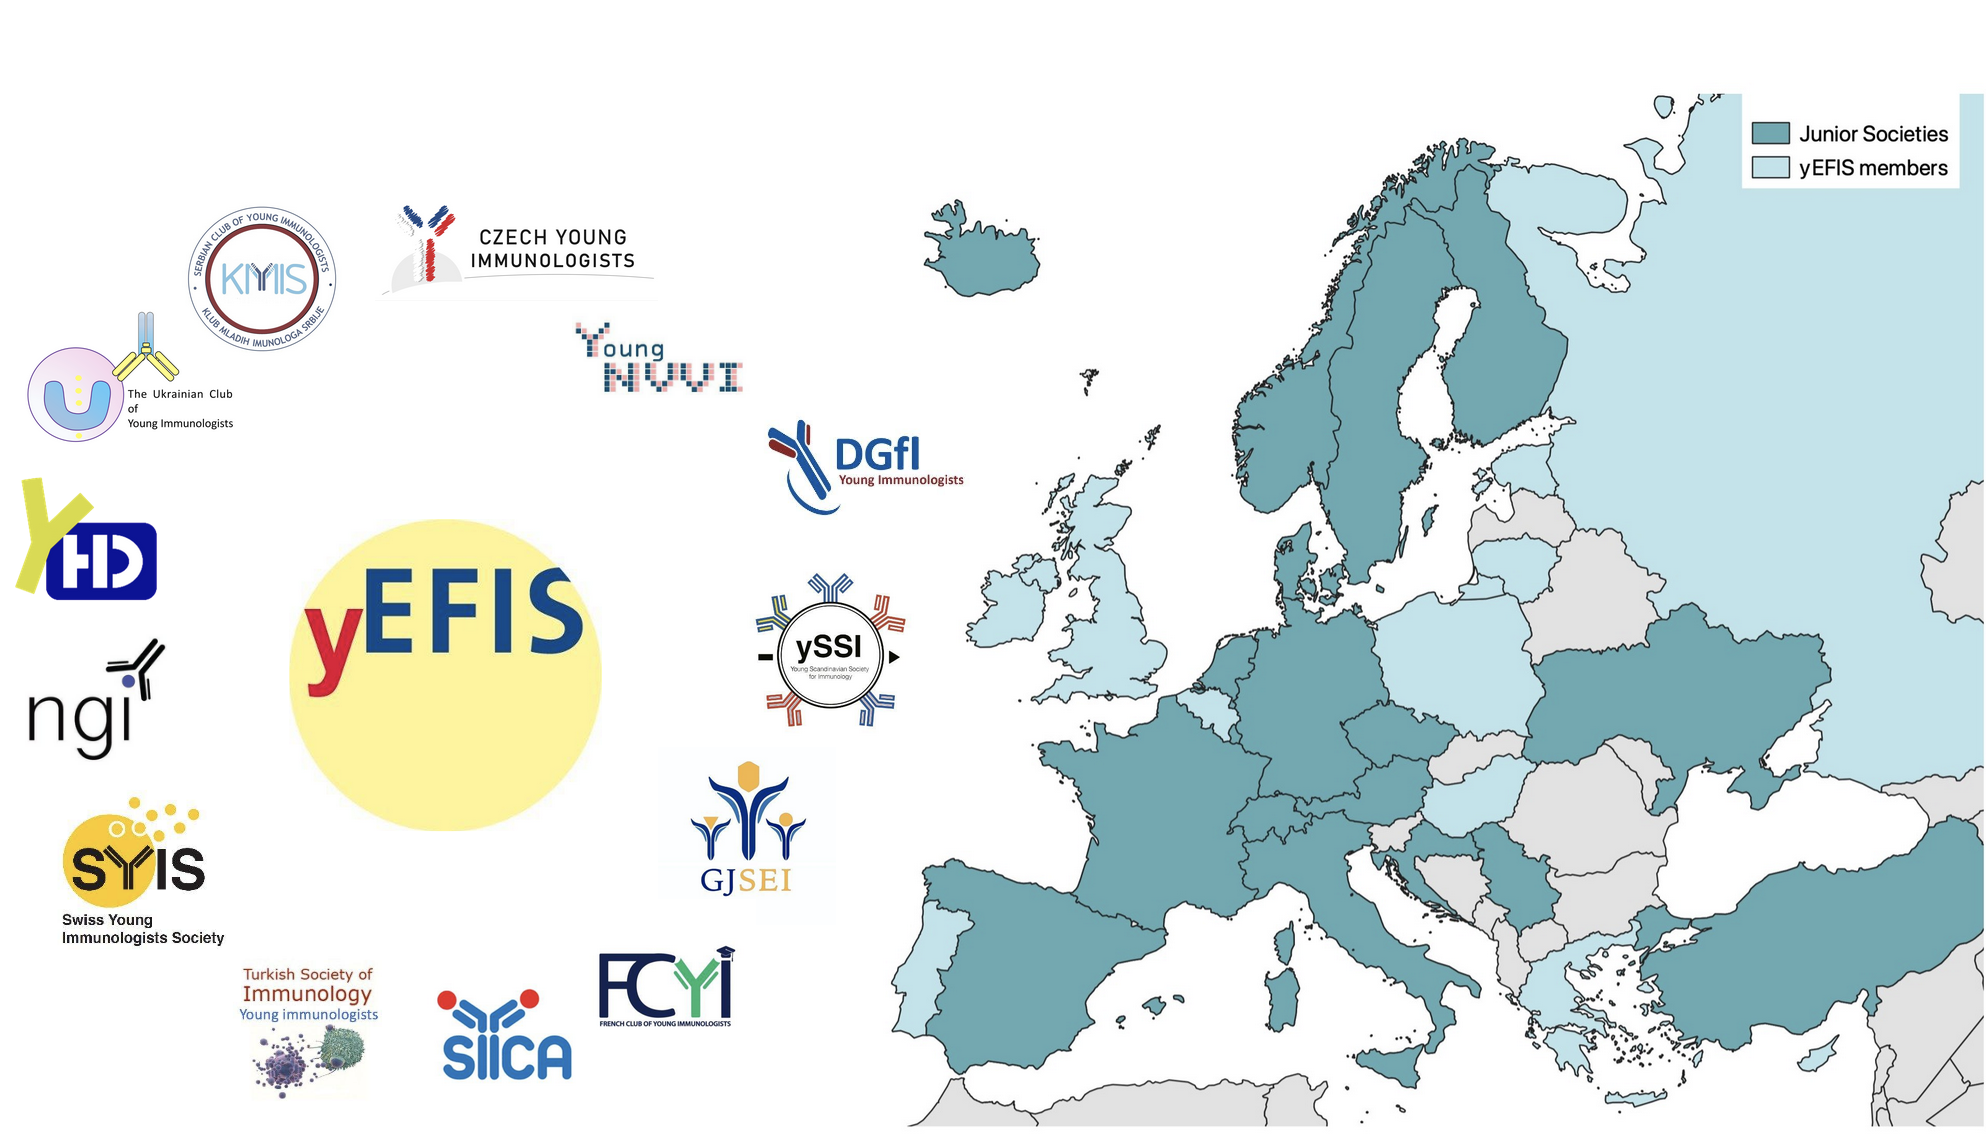 Junior Societies
yEFIS members
SERBIAN CLUB OF YOUNG IMMUNOLOGISTS
KMIS
KLUB MLADIH IMUNOLOGA SRBIJE
CZECH YOUNG
IMMUNOLOGISTS
Young
NVVI
The Ukrainian Club
of
Young Immunologists
DGfI
Young Immunologists
YHD
yEFIS
ySSI
Young Scandinavian Society
for Immunology
ngi
GJSEI
SYIS
Swiss Young
Immunologists Society
FCYI
FRENCH CLUB OF YOUNG IMMUNOLOGISTS
Turkish Society of
Immunology
Young immunologists
SIICA